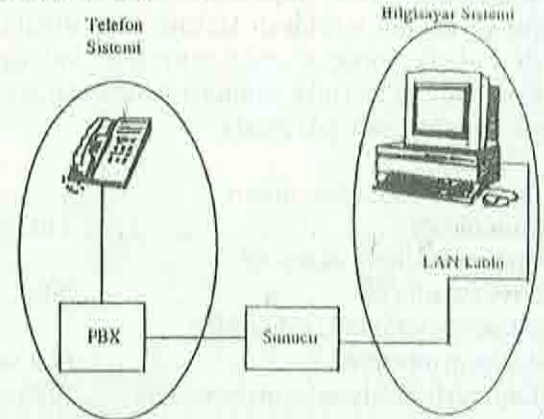 Telefon
Sistemi
Bilgisayar Sistemi
LAN Kablo
PBX
Sunucu